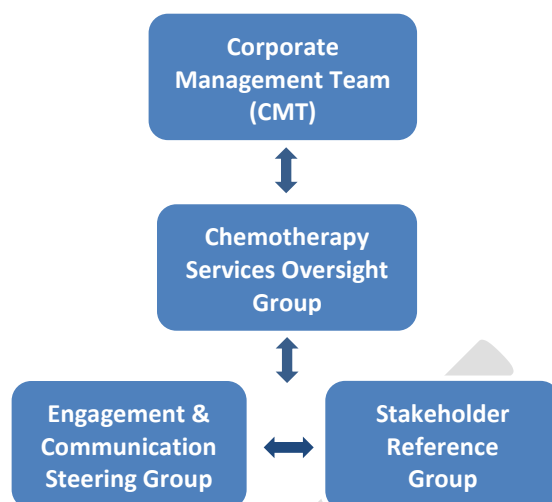 Corporate
Management Team
(CMT)
Chemotherapy
Services Oversight
Group
Engagement &
Communication
Steering Group
Stakeholder
Reference
Group